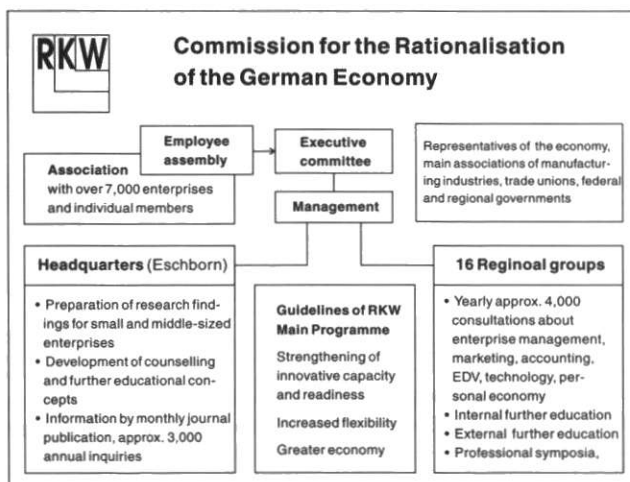 RKW
Commission for the Rationalisation
of the German Economy
Employee
assembly
Executive
committee
Association
with over 7,000 enterprises
and individual members
Representatives of the economy,
main associations of manufactur-
ing industries, trade unions, federal
and regional governments
Management
Headquarters (Eschborn)
• Preparation of research find-
ings for small and middle-sized
enterprises
• Development of counselling
and further educational con-
cepts
• Information by monthly journal
publication, approx. 3,000
annual inquiries
Guidelines of RKW
Main Programme
Strengthening of
innovative capacity
and readiness
Increased flexibility
Greater economy
16 Reginoal groups
• Yearly approx. 4,000
consultations about
enterprise management,
marketing, accounting,
EDV, technology, per-
sonal economy
• Internal further education
• External further education
• Professional symposia,